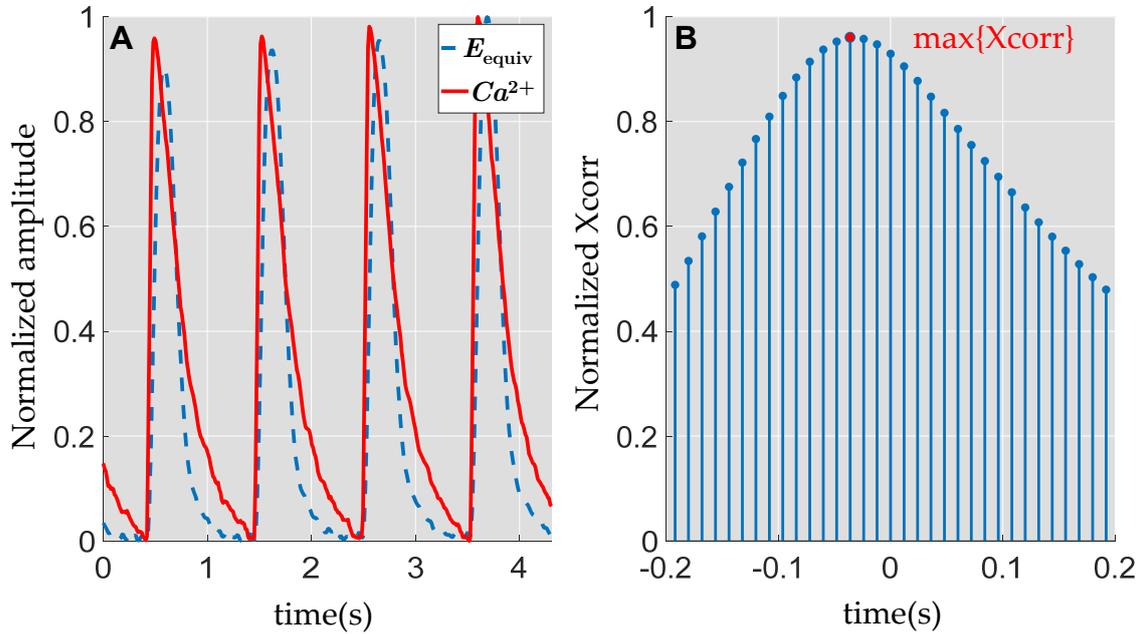 A
E_equiv
Ca²⁺
1
0.8
0.6
0.4
0.2
0
Normalized amplitude
0 1 2 3 4
time(s)
B
max{Xcorr}
1
0.8
0.6
0.4
0.2
0
Normalized Xcorr
-0.2 -0.1 0 0.1 0.2
time(s)